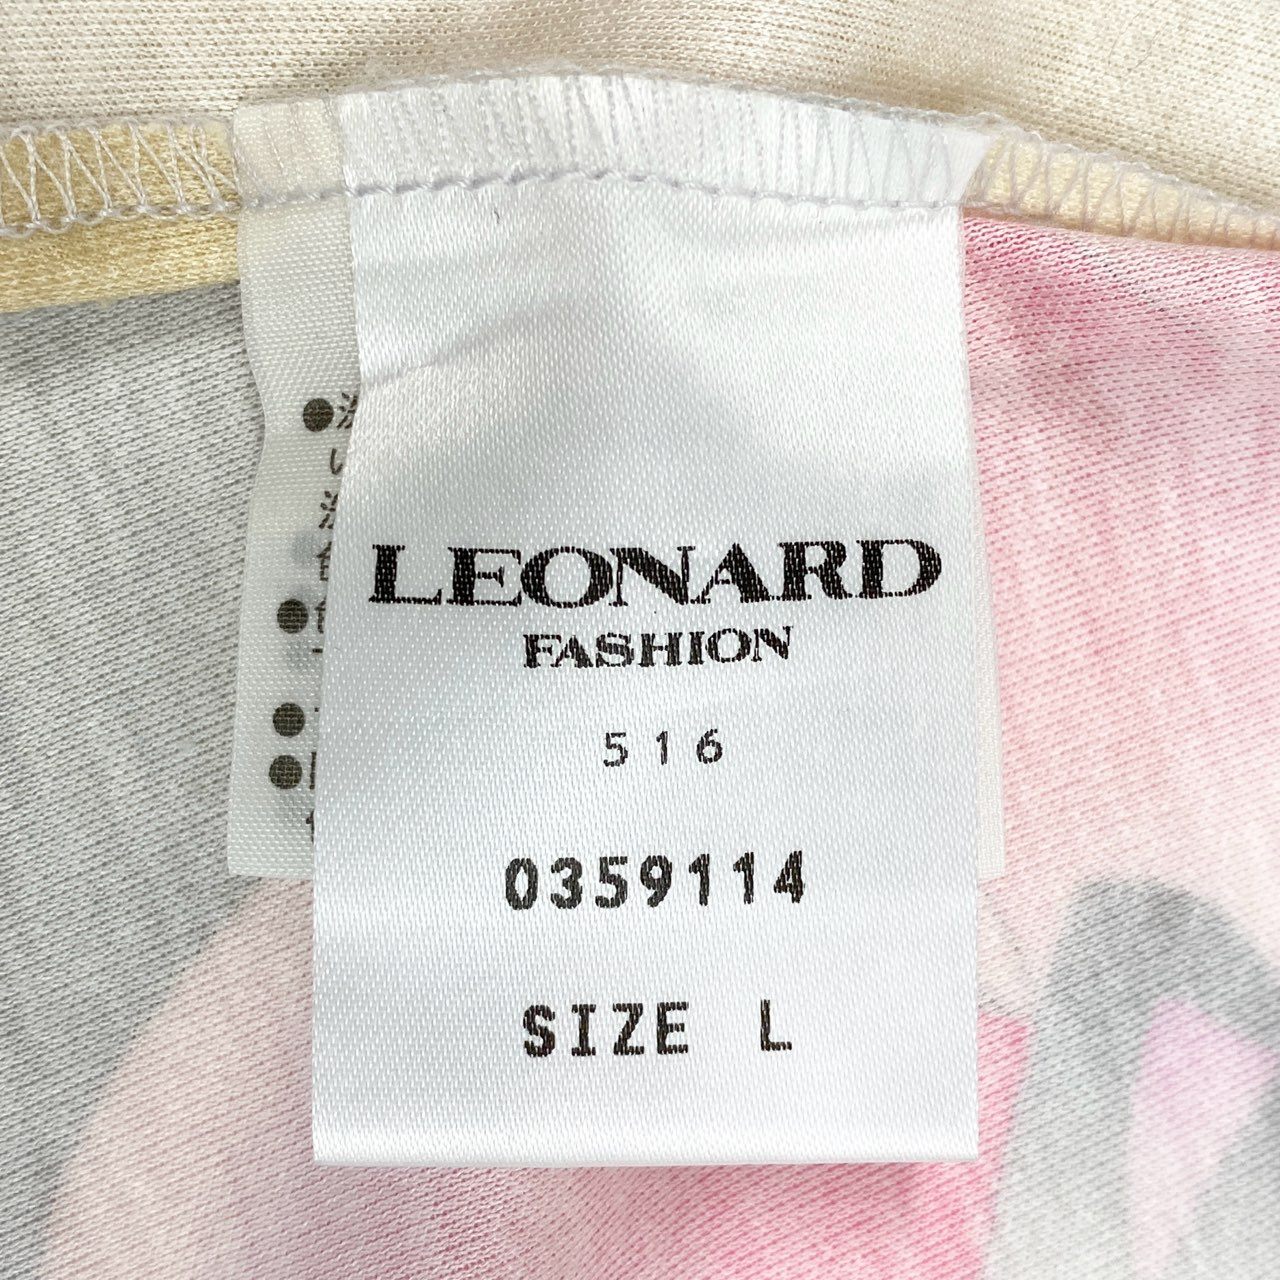 LEONARD
FASHION
516
0359114
SIZE L